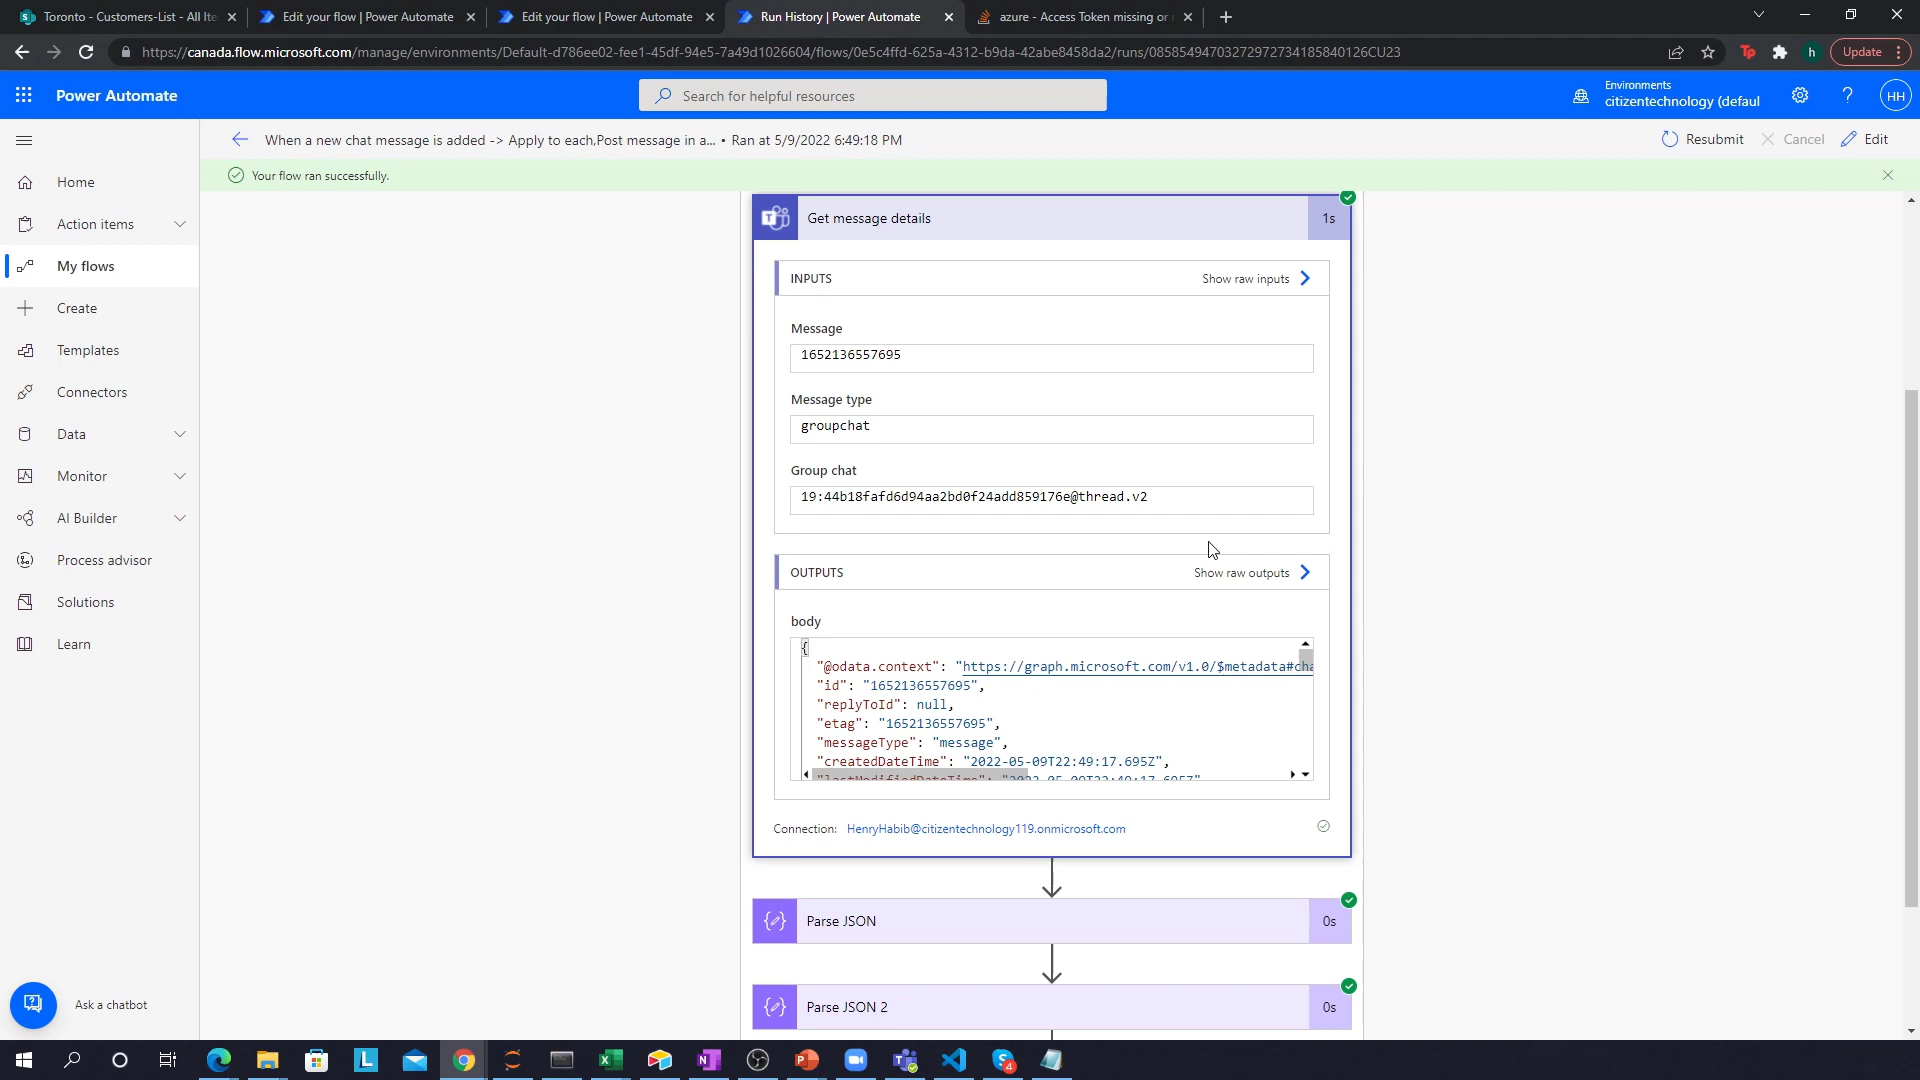 Toronto - Customers-List - All Ite
Edit your flow | Power Automate
Edit your flow | Power Automate
Run History | Power Automate
azure - Access Token missing or
https://canada.flow.microsoft.com/manage/environments/Default-d786ee02-fee1-45df-94e5-7a49d1026604/flows/0e5c4ffd-625a-4312-b9da-42abe8458da2/runs/08585494703272972734185840126CU23
Update
Power Automate
Search for helpful resources
Environments
citizentechnology (defaul
HH
When a new chat message is added -> Apply to each,Post message in a... • Ran at 5/9/2022 6:49:18 PM
Resubmit
Cancel
Edit
Your flow ran successfully.
Home
Action items
My flows
Create
Templates
Connectors
Data
Monitor
AI Builder
Process advisor
Solutions
Learn
Ask a chatbot
Get message details
1s
INPUTS
Show raw inputs
Message
1652136557695
Message type
groupchat
Group chat
19:44b18fafd6d94aa2bd0f24add859176e@thread.v2
OUTPUTS
Show raw outputs
body
{
"@odata.context": "https://graph.microsoft.com/v1.0/$metadata#cha
"id": "1652136557695",
"replyToId": null,
"etag": "1652136557695",
"messageType": "message",
"createdDateTime": "2022-05-09T22:49:17.695Z",
"lastModifiedDateTime": "2022-05-09T22:49:17.695Z"
Connection: HenryHabib@citizentechnology119.onmicrosoft.com
Parse JSON
0s
Parse JSON 2
0s